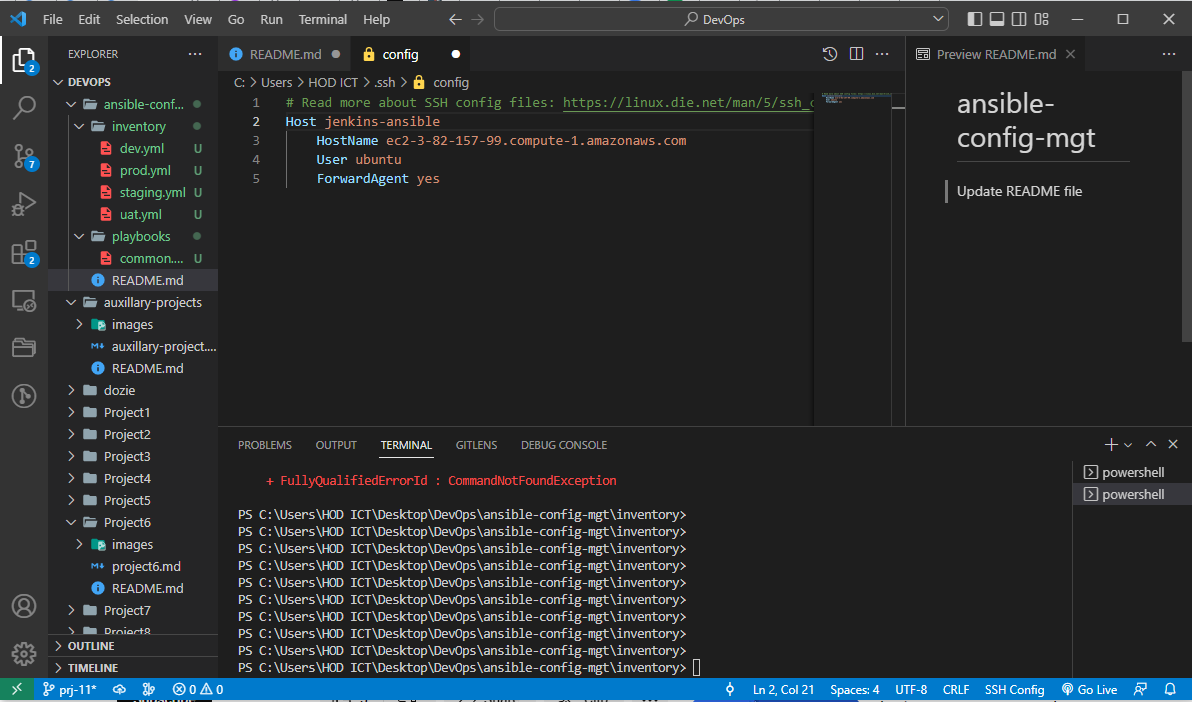 File Edit Selection View Go Run Terminal Help
DevOps
EXPLORER
DEVOPS
ansible-conf...
inventory
dev.yml U
prod.yml U
staging.yml U
uat.yml U
playbooks
common.... U
README.md
auxillary-projects
images
auxillary-project....
README.md
dozie
Project1
Project2
Project3
Project4
Project5
Project6
images
project6.md
README.md
Project7
Project8
OUTLINE
TIMELINE
2
7
2
README.md
config
C: > Users > HOD ICT > .ssh > config
1 # Read more about SSH config files: https://linux.die.net/man/5/ssh_c
2 Host jenkins-ansible
3 HostName ec2-3-82-157-99.compute-1.amazonaws.com
4 User ubuntu
5 ForwardAgent yes
Preview README.md
ansible-
config-mgt
Update README file
PROBLEMS OUTPUT TERMINAL GITLENS DEBUG CONSOLE
+ FullyQualifiedErrorId : CommandNotFoundException
PS C:\Users\HOD ICT\Desktop\DevOps\ansible-config-mgt\inventory>
PS C:\Users\HOD ICT\Desktop\DevOps\ansible-config-mgt\inventory>
PS C:\Users\HOD ICT\Desktop\DevOps\ansible-config-mgt\inventory>
PS C:\Users\HOD ICT\Desktop\DevOps\ansible-config-mgt\inventory>
PS C:\Users\HOD ICT\Desktop\DevOps\ansible-config-mgt\inventory>
PS C:\Users\HOD ICT\Desktop\DevOps\ansible-config-mgt\inventory>
PS C:\Users\HOD ICT\Desktop\DevOps\ansible-config-mgt\inventory>
PS C:\Users\HOD ICT\Desktop\DevOps\ansible-config-mgt\inventory>
PS C:\Users\HOD ICT\Desktop\DevOps\ansible-config-mgt\inventory>
PS C:\Users\HOD ICT\Desktop\DevOps\ansible-config-mgt\inventory>
powershell
powershell
prj-11* 0 0 Ln 2, Col 21 Spaces: 4 UTF-8 CRLF SSH Config Go Live